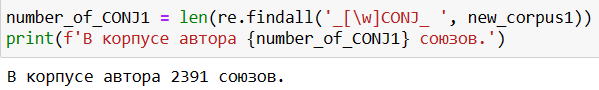 number_of_CONJ1 = len(re.findall('_[\w]CONJ_ ', new_corpus1))
print(f'В корпусе автора {number_of_CONJ1} союзов.')
В корпусе автора 2391 союзов.